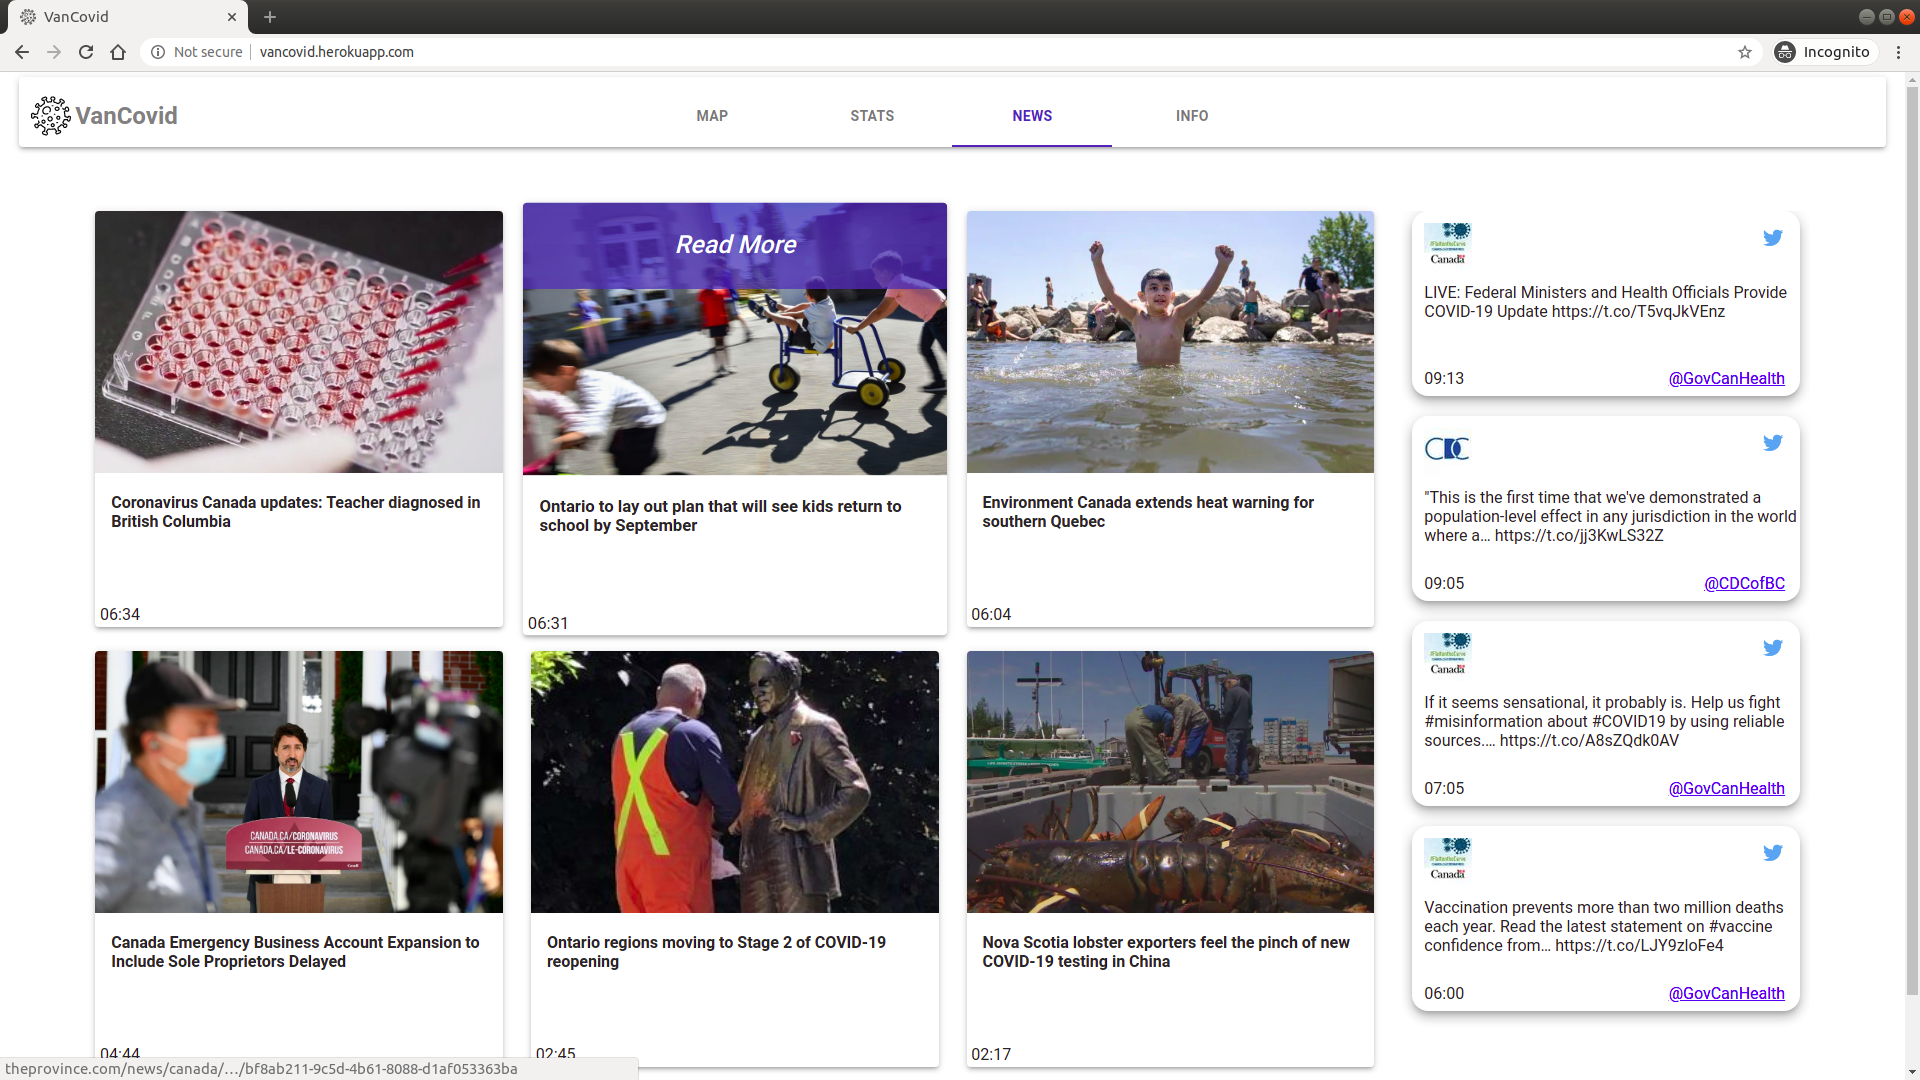 VanCovid
Not secure
vancovid.herokuapp.com
Incognito
VanCovid
MAP
STATS
NEWS
INFO
Coronavirus Canada updates: Teacher diagnosed in
British Columbia
06:34
Read More
Ontario to lay out plan that will see kids return to
school by September
06:31
Environment Canada extends heat warning for
southern Quebec
06:04
CANADA.CA/CORONAVIRUS
CANADA.CA/LE-CORONAVIRUS
Canada Emergency Business Account Expansion to
Include Sole Proprietors Delayed
04:44
Ontario regions moving to Stage 2 of COVID-19
reopening
02:45
Nova Scotia lobster exporters feel the pinch of new
COVID-19 testing in China
02:17
Canada
LIVE: Federal Ministers and Health Officials Provide
COVID-19 Update https://t.co/T5vqJkVEnz
09:13
@GovCanHealth
CDC
"This is the first time that we've demonstrated a
population-level effect in any jurisdiction in the world
where a… https://t.co/jj3KwLS32Z
09:05
@CDCofBC
Canada
If it seems sensational, it probably is. Help us fight
#misinformation about #COVID19 by using reliable
sources.… https://t.co/A8sZQdk0AV
07:05
@GovCanHealth
Canada
Vaccination prevents more than two million deaths
each year. Read the latest statement on #vaccine
confidence from… https://t.co/LJY9zloFe4
06:00
@GovCanHealth
theprovince.com/news/canada/…/bf8ab211-9c5d-4b61-8088-d1af053363ba